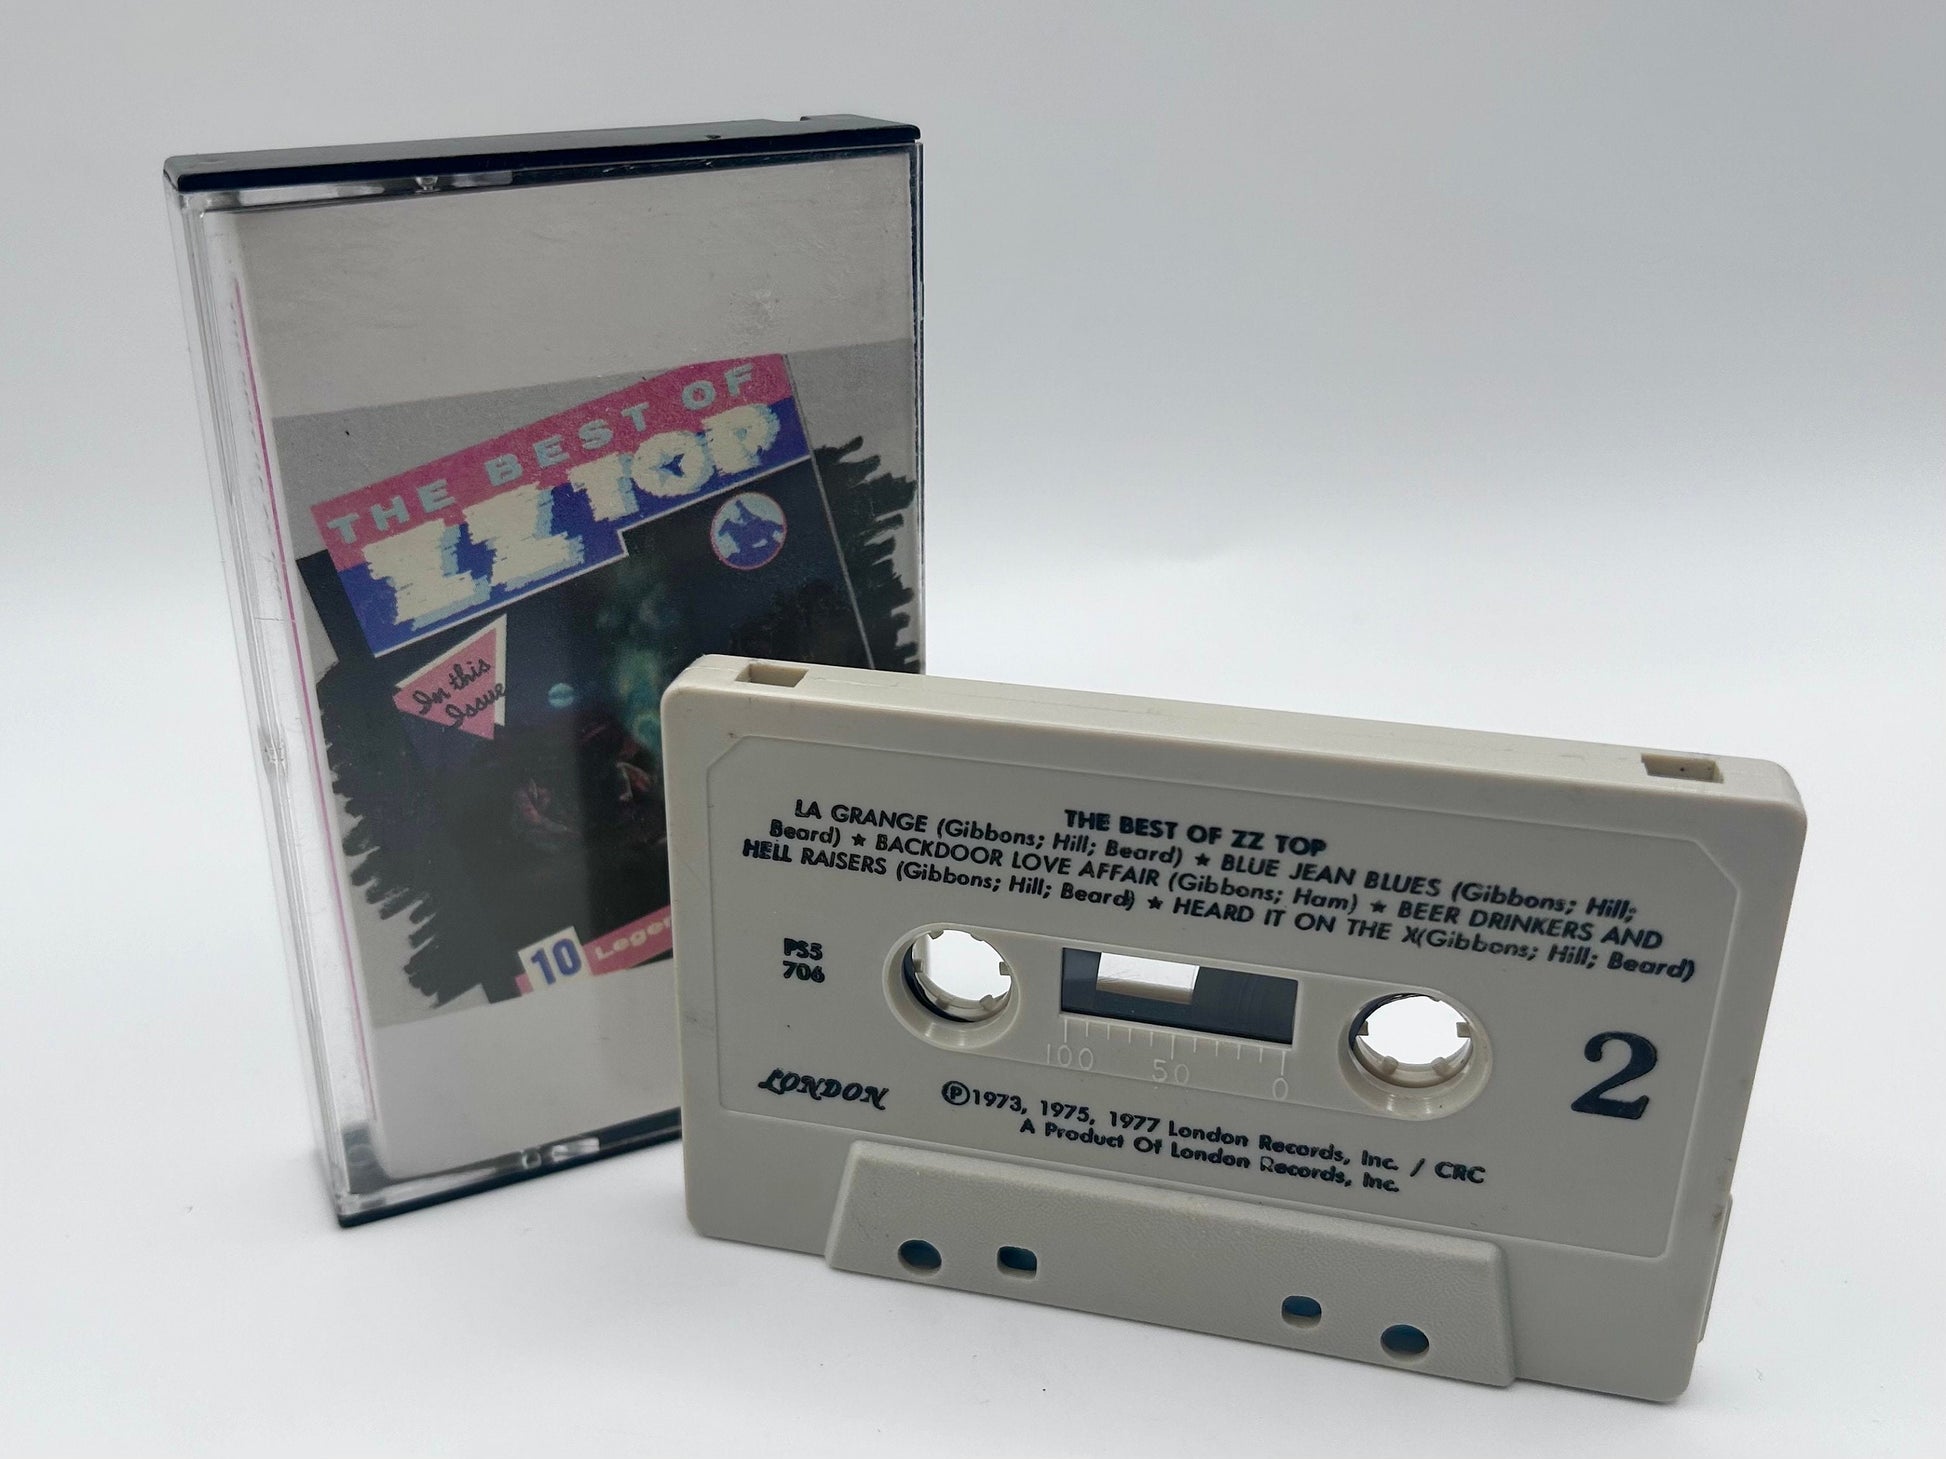 THE BEST OF
ZZ TOP
In this
Issue
10
THE BEST OF ZZ TOP
LA GRANGE (Gibbons; Hill; Beard) ★ BLUE JEAN BLUES (Gibbons; Hill;
Beard) ★ BACKDOOR LOVE AFFAIR (Gibbons; Ham) ★ BEER DRINKERS AND
HELL RAISERS (Gibbons; Hill; Beard) ★ HEARD IT ON THE X(Gibbons; Hill; Beard)
PS5
706
100 50 0
2
LONDON
Ⓟ1973, 1975, 1977 London Records, Inc. / CRC
A Product Of London Records, Inc.